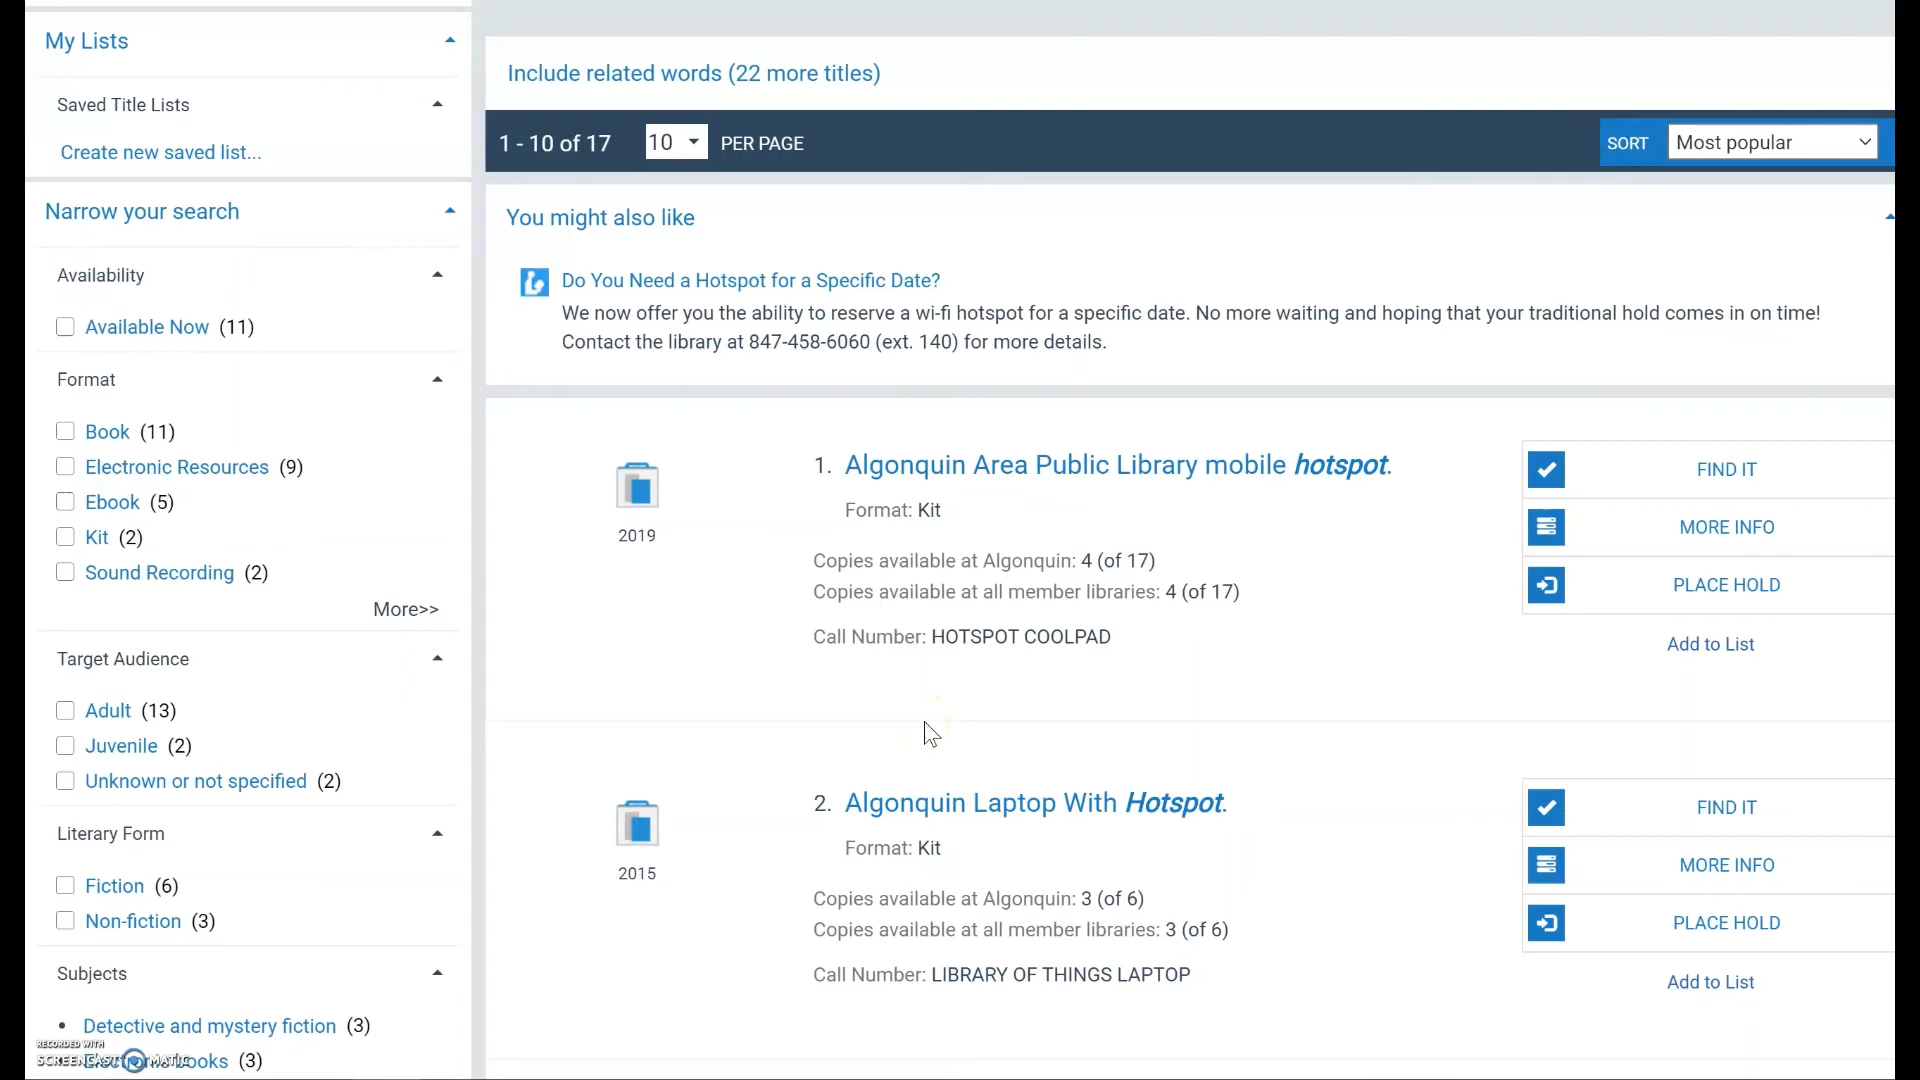 My Lists
Saved Title Lists
Create new saved list...
Narrow your search
Availability
Available Now (11)
Format
Book (11)
Electronic Resources (9)
Ebook (5)
Kit (2)
Sound Recording (2)
More>>
Target Audience
Adult (13)
Juvenile (2)
Unknown or not specified (2)
Literary Form
Fiction (6)
Non-fiction (3)
Subjects
• Detective and mystery fiction (3)
books (3)
RECORDED WITH
SCREENCAST MATIC
Include related words (22 more titles)
1 - 10 of 17 10 PER PAGE SORT Most popular
You might also like
Do You Need a Hotspot for a Specific Date?
We now offer you the ability to reserve a wi-fi hotspot for a specific date. No more waiting and hoping that your traditional hold comes in on time!
Contact the library at 847-458-6060 (ext. 140) for more details.
1. Algonquin Area Public Library mobile hotspot.
Format: Kit
2019
Copies available at Algonquin: 4 (of 17)
Copies available at all member libraries: 4 (of 17)
Call Number: HOTSPOT COOLPAD
FIND IT
MORE INFO
PLACE HOLD
Add to List
2. Algonquin Laptop With Hotspot.
Format: Kit
2015
Copies available at Algonquin: 3 (of 6)
Copies available at all member libraries: 3 (of 6)
Call Number: LIBRARY OF THINGS LAPTOP
FIND IT
MORE INFO
PLACE HOLD
Add to List